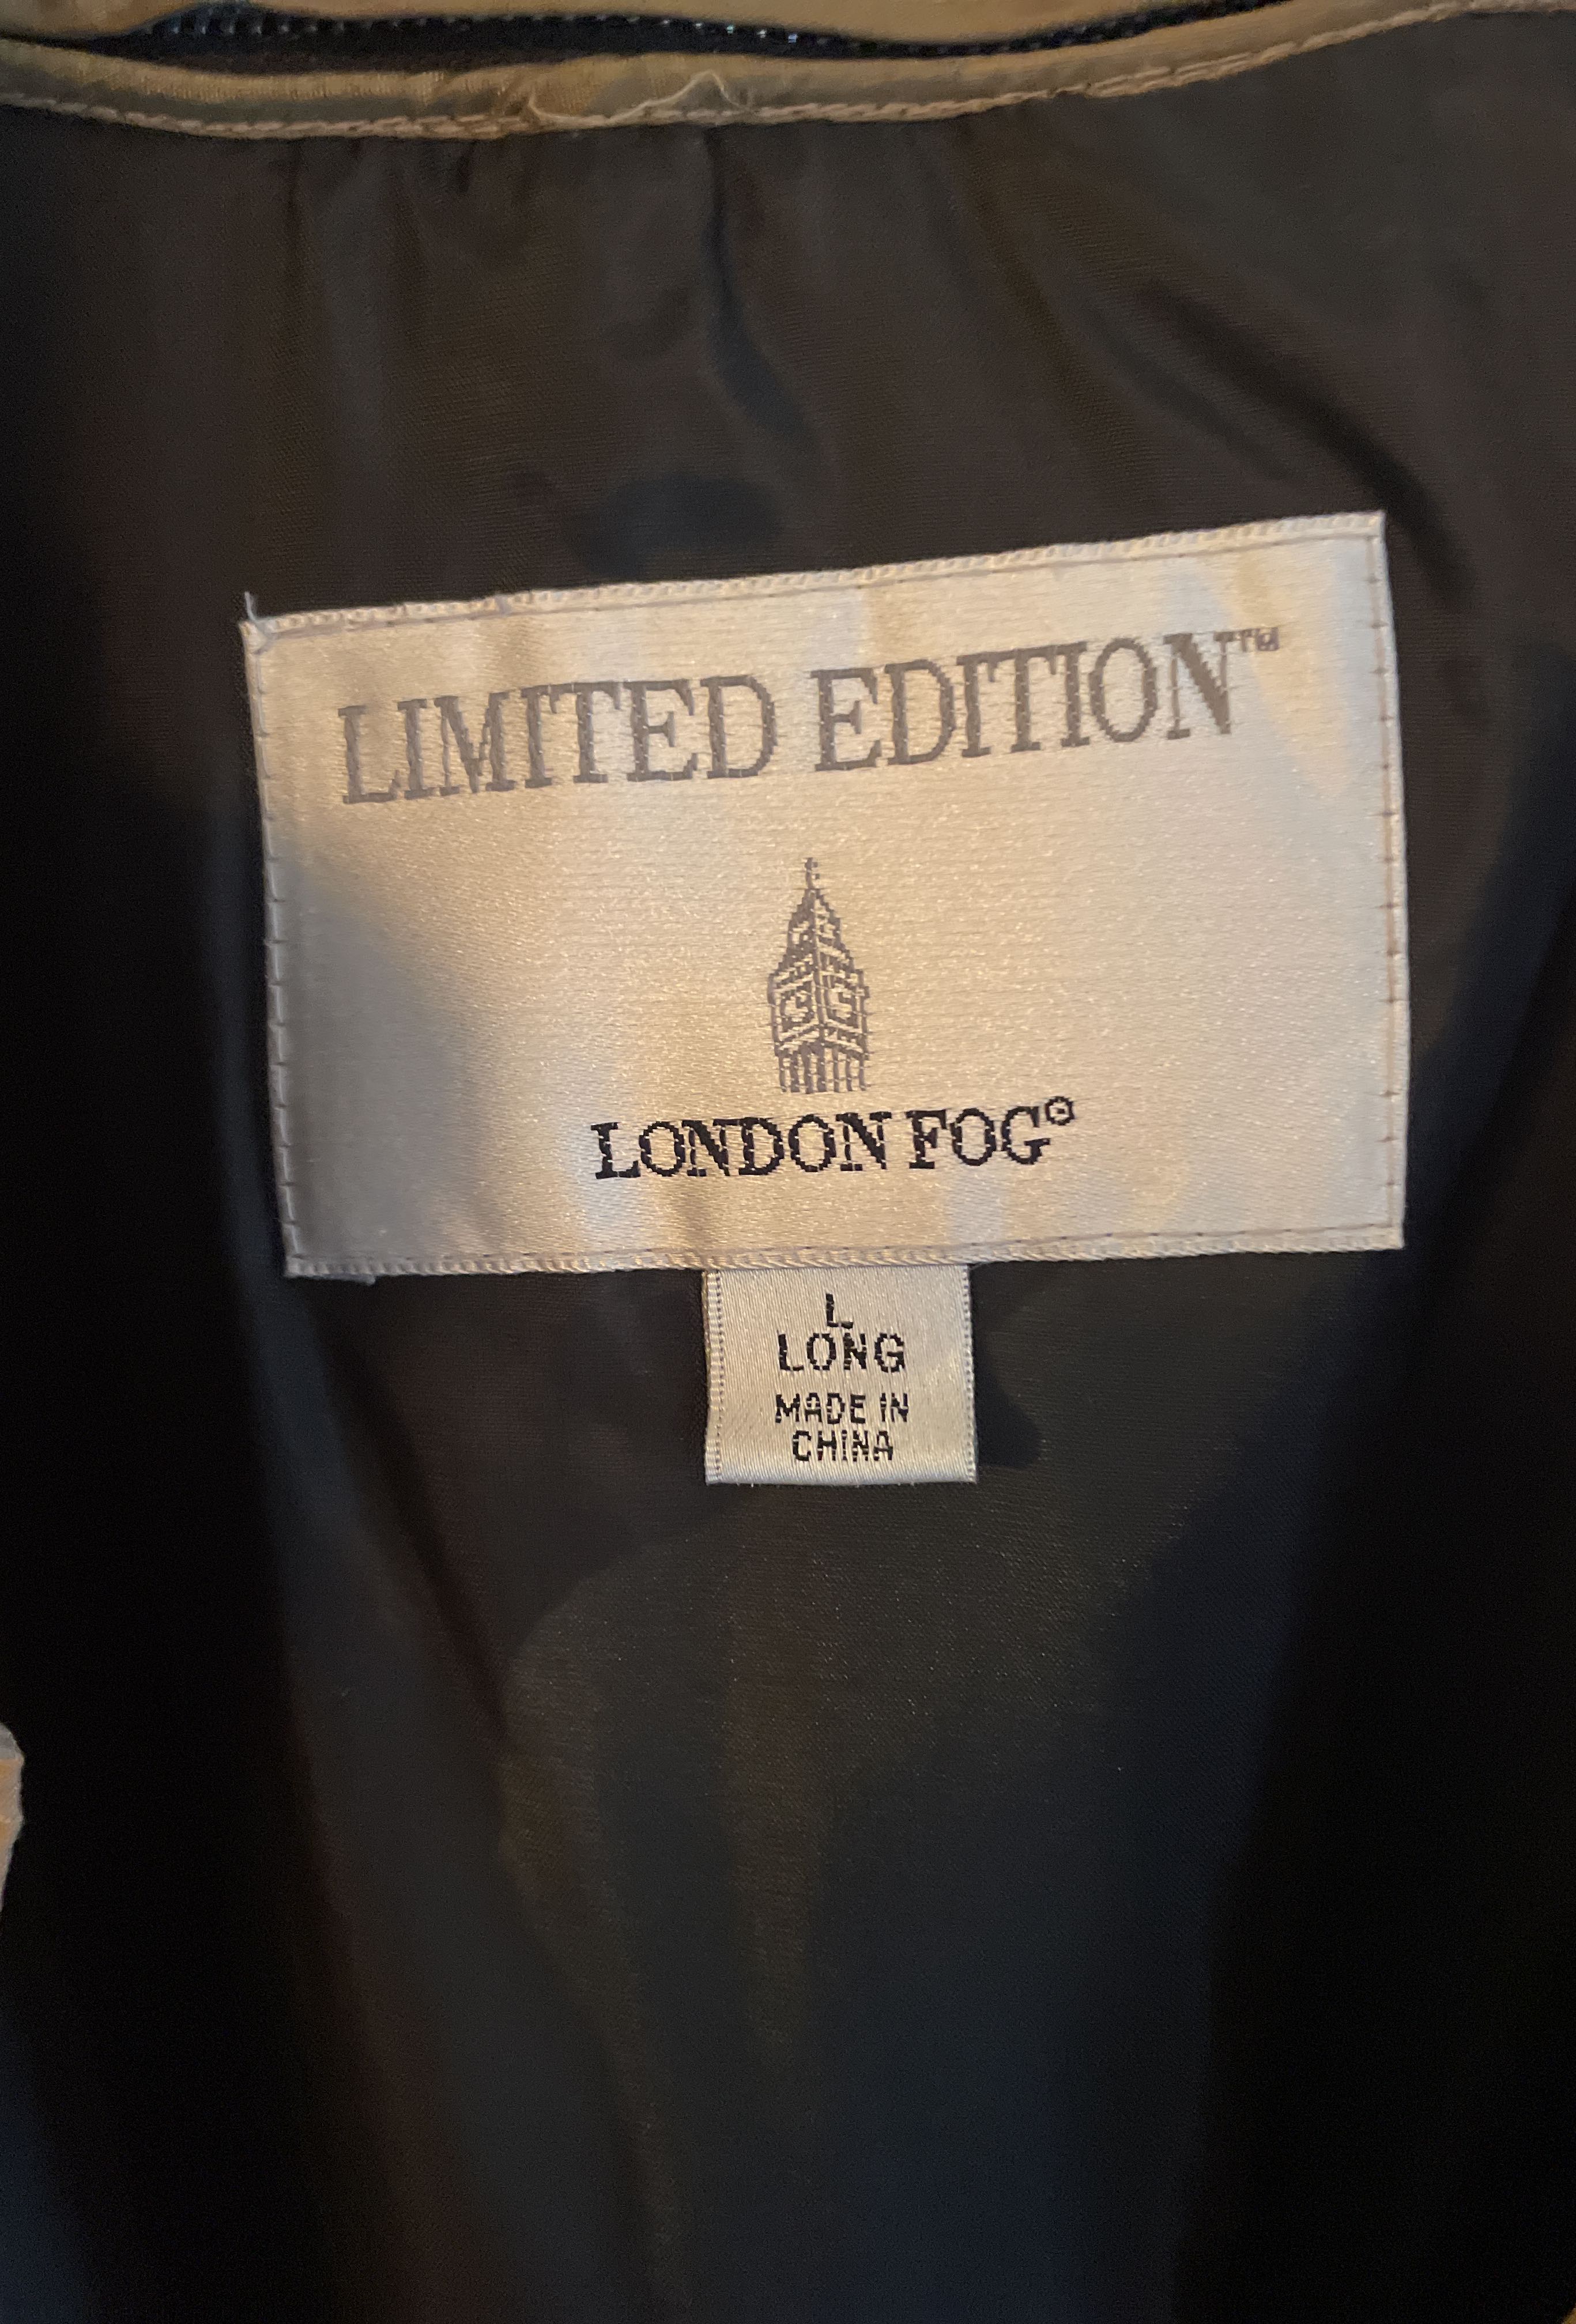 LIMITED EDITION™
LONDON FOG®
L
LONG
MADE IN
CHINA